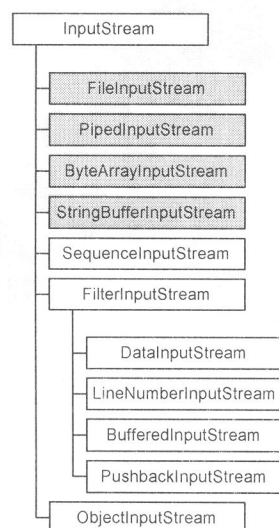 InputStream
FileInputStream
PipedInputStream
ByteArrayInputStream
StringBufferInputStream
SequenceInputStream
FilterInputStream
DataInputStream
LineNumberInputStream
BufferedInputStream
PushbackInputStream
ObjectInputStream